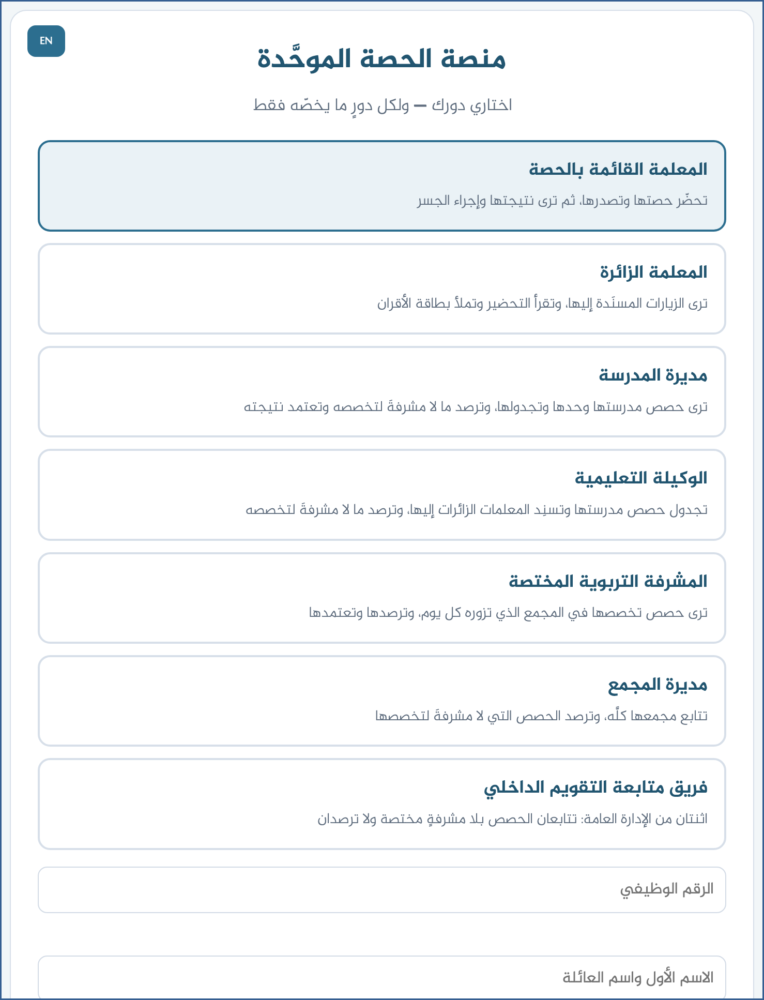 EN
منصة الحصة الموحَّدة
اختاري دورك — ولكل دورٍ ما يخصّه فقط
المعلمة القائمة بالحصة
تحضّر حصتها وتصدرها، ثم ترى نتيجتها وإجراء الجسر
المعلمة الزائرة
ترى الزيارات المسنَدة إليها، وتقرأ التحضير وتملأ بطاقة الأقران
مديرة المدرسة
ترى حصص مدرستها وحدها وتجدولها، وترصد ما لا مشرفةَ لتخصصه وتعتمد نتيجته
الوكيلة التعليمية
تجدول حصص مدرستها وتسنِد المعلمات الزائرات إليها، وترصد ما لا مشرفةَ لتخصصه
المشرفة التربوية المختصة
ترى حصص تخصصها في المجمع الذي تزوره كل يوم، وترصدها وتعتمدها
مديرة المجمع
تتابع مجمعها كلَّه، وترصد الحصص التي لا مشرفةَ لتخصصها
فريق متابعة التقويم الداخلي
اثنتان من الإدارة العامة: تتابعان الحصص بلا مشرفةٍ مختصة ولا ترصدان
الرقم الوظيفي
الاسم الأول واسم العائلة